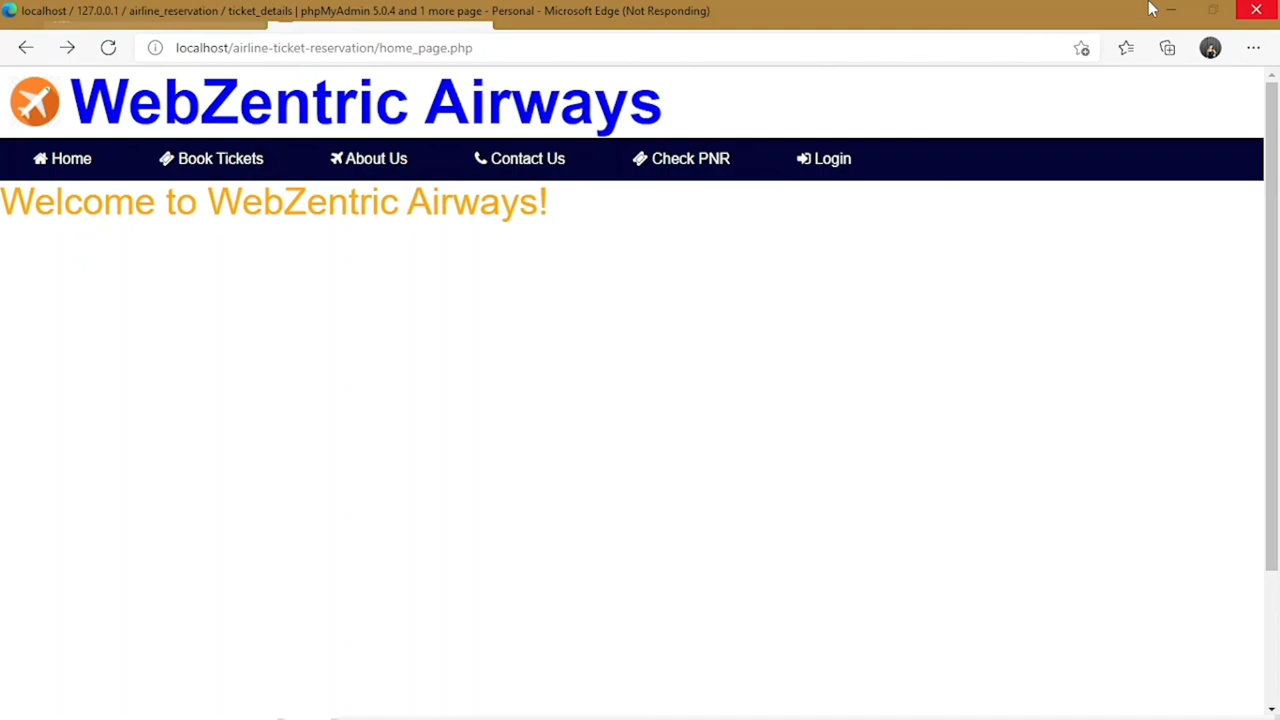 localhost / 127.0.0.1 / airline_reservation / ticket_details | phpMyAdmin 5.0.4 and 1 more page - Personal - Microsoft Edge (Not Responding)
localhost/airline-ticket-reservation/home_page.php
WebZentric Airways
Home Book Tickets About Us Contact Us Check PNR Login
Welcome to WebZentric Airways!